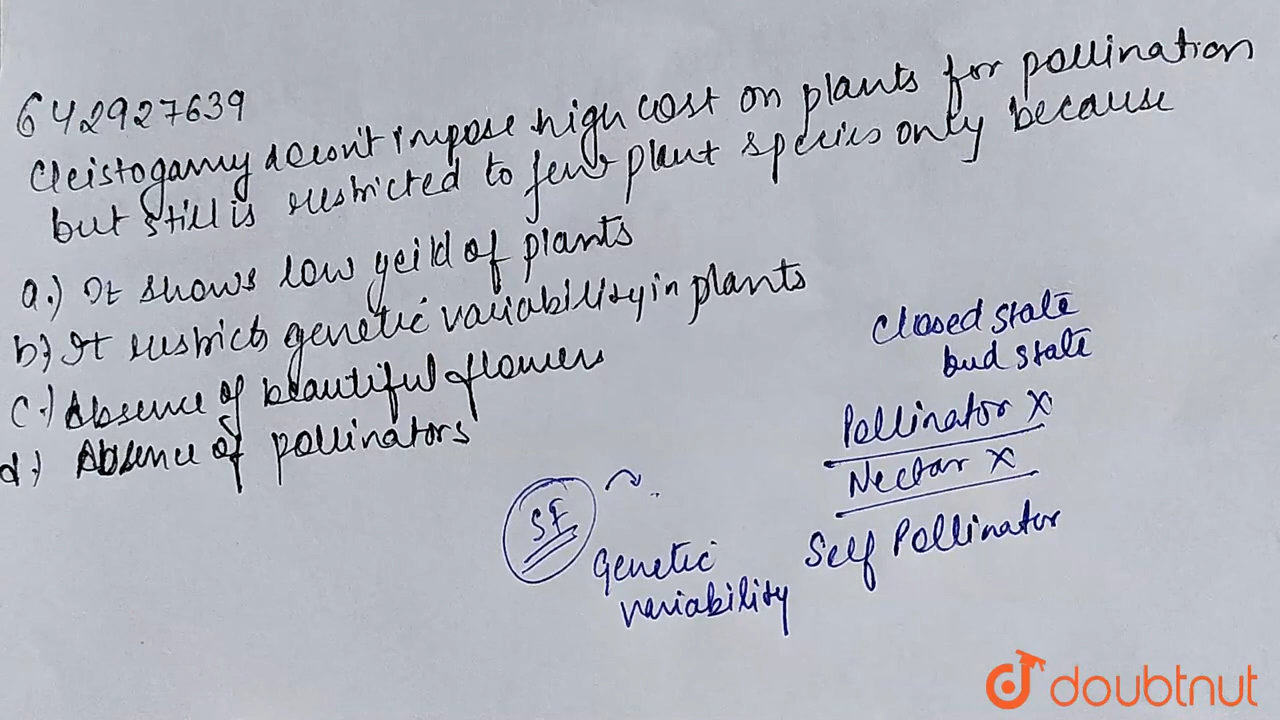 642927639
Cleistogamy doesn't impose high cost on plants for pollination
but still is restricted to few plant species only because
a.) It shows low yeild of plants
b.) It restricts genetic variability in plants
c.) Absence of beautiful flowers
d.) Absence of pollinators
Closed state
bud state
Pollinator X
Nectar X
Self Pollinator
SF
Genetic
variability
doubtnut